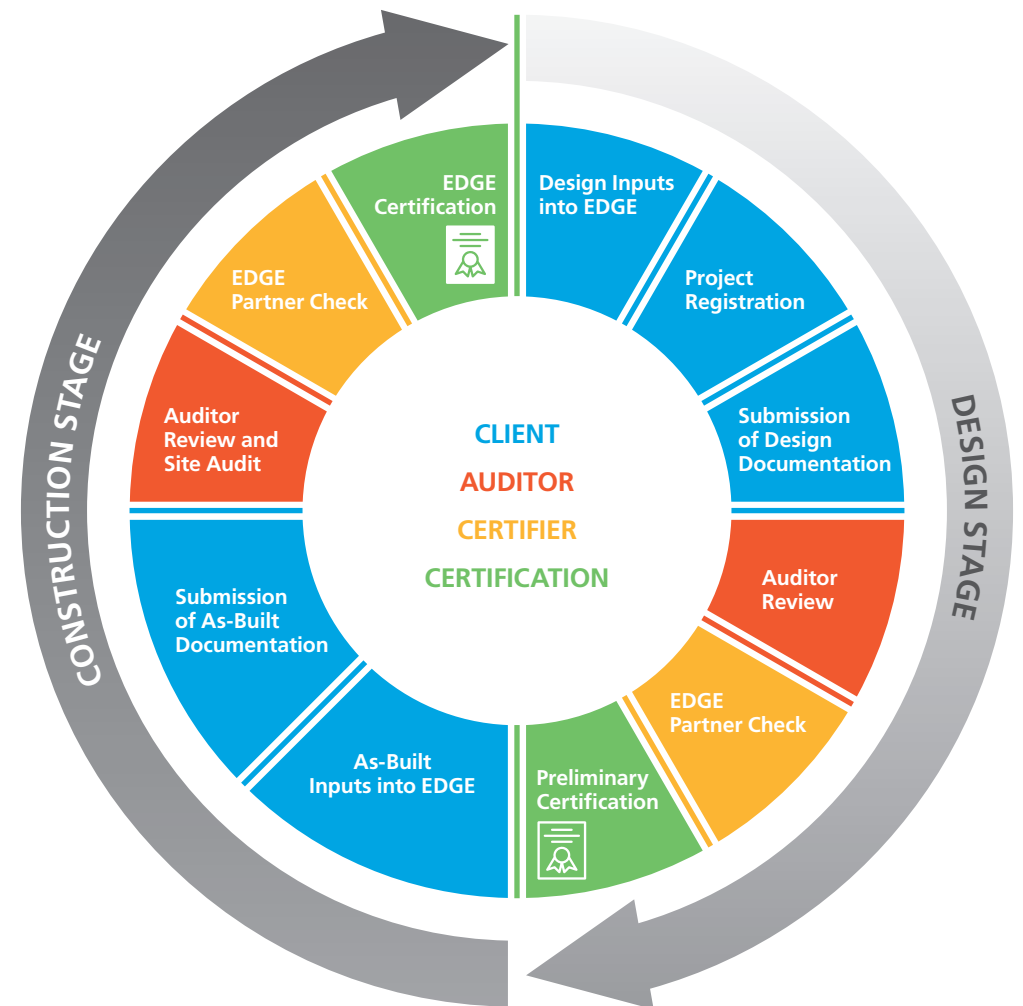 Design Inputs
into EDGE
Project
Registration
Submission
of Design
Documentation
Auditor
Review
EDGE
Partner Check
Preliminary
Certification
As-Built
Inputs into EDGE
Submission
of As-Built
Documentation
Auditor
Review and
Site Audit
EDGE
Partner Check
EDGE
Certification
CLIENT
AUDITOR
CERTIFIER
CERTIFICATION
DESIGN STAGE
CONSTRUCTION STAGE